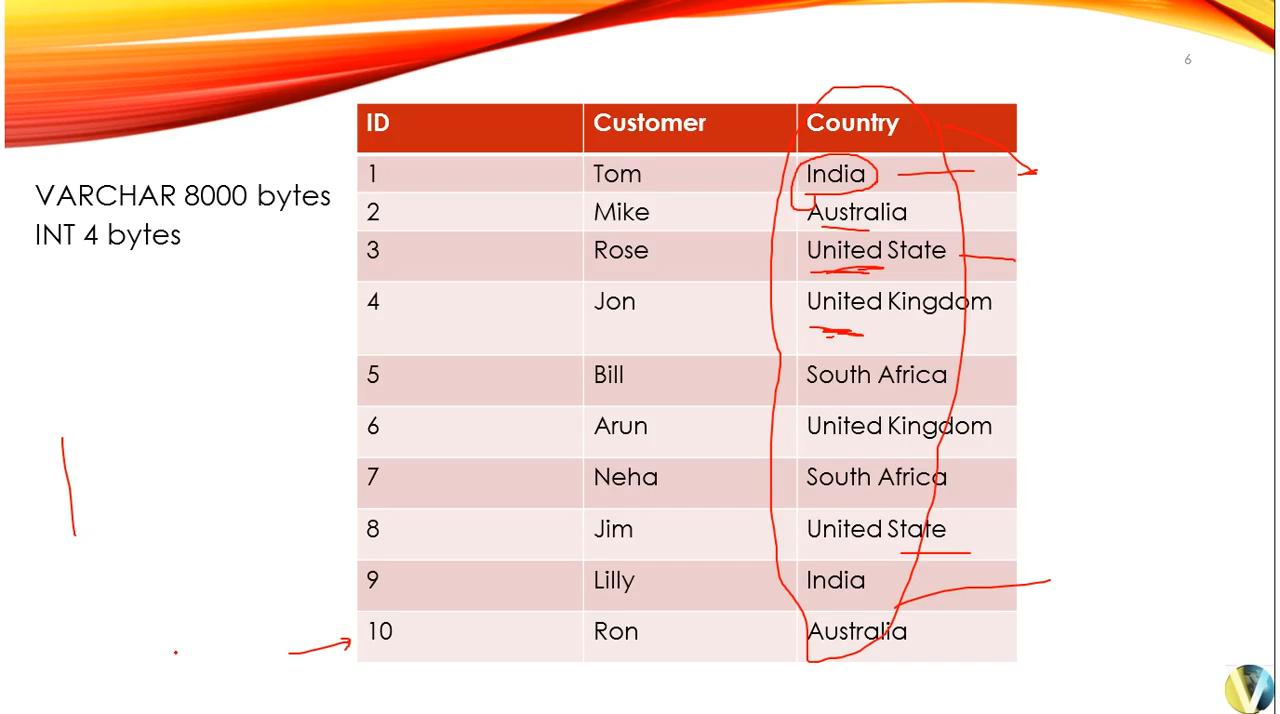 6
VARCHAR 8000 bytes
INT 4 bytes
ID Customer Country
1 Tom India
2 Mike Australia
3 Rose United State
4 Jon United Kingdom
5 Bill South Africa
6 Arun United Kingdom
7 Neha South Africa
8 Jim United State
9 Lilly India
10 Ron Australia
V